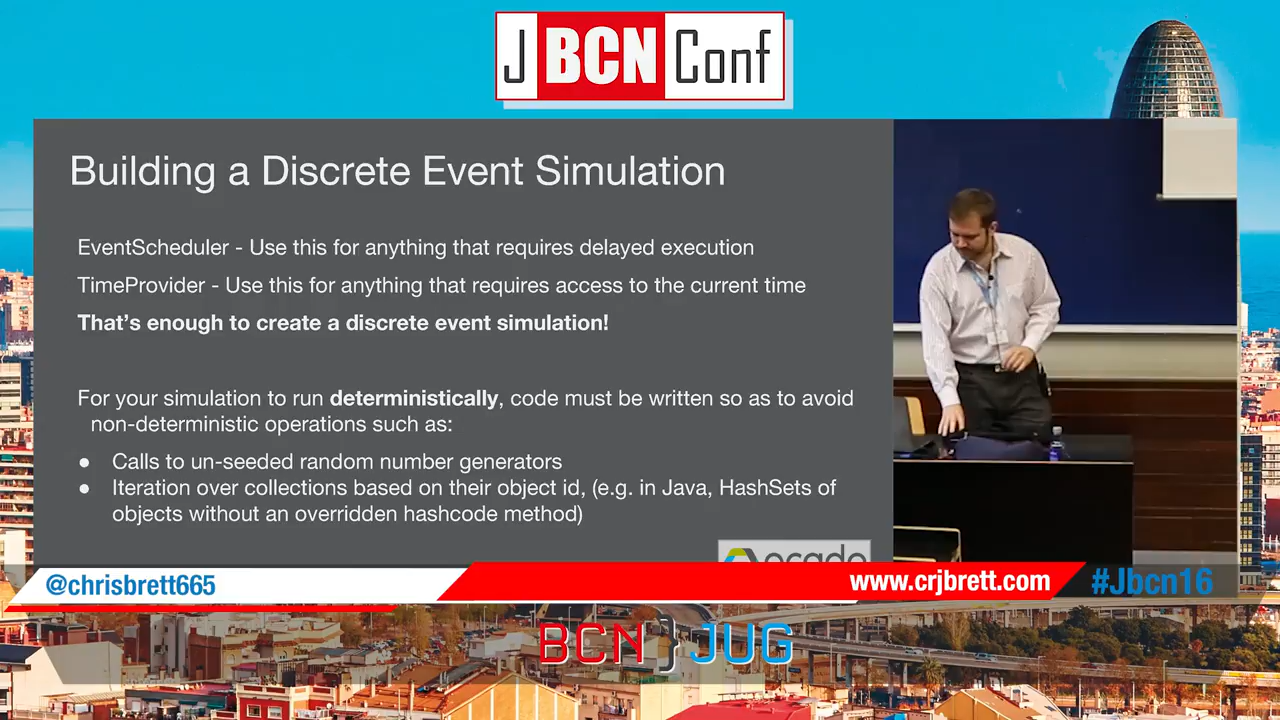 J BCN Conf
Building a Discrete Event Simulation
EventScheduler - Use this for anything that requires delayed execution
TimeProvider - Use this for anything that requires access to the current time
That’s enough to create a discrete event simulation!
For your simulation to run deterministically, code must be written so as to avoid
non-deterministic operations such as:
● Calls to un-seeded random number generators
● Iteration over collections based on their object id, (e.g. in Java, HashSets of
objects without an overridden hashcode method)
ocado
@chrisbrett665
www.crjbrett.com
#Jbcn16
BCN JUG